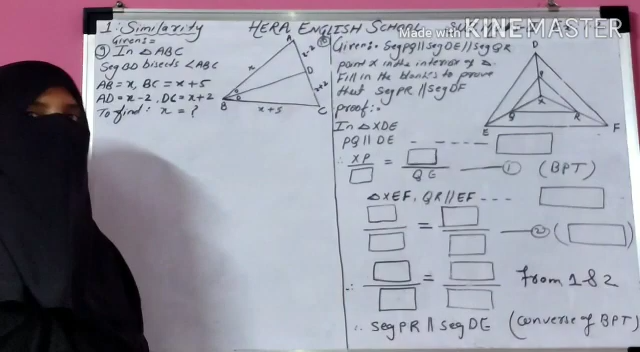 1. Similarity
HERA ENGLISH SCHOOL
Made with KINEMASTER
Given:-
⑨ In △ABC
Seg BD bisects ∠ABC
AB = x, BC = x+5
AD = x-2, DC = x+2
To find: x = ?
A
x
x-2
D
x+2
B
x+5
C
⑩
Given:- Seg PQ || seg DE || seg QR
point X in the interior of △.
Fill in the blanks to prove
that seg PR || seg DF
proof:-
D
P
X
Q
R
E
F
In △XDE
PQ || DE - - - -
∴ XP = ① (BPT)
QE
△XEF, QR || EF - - -
= ② ( )
∴ = From 1 & 2
∴ seg PR || seg DE (converse of BPT)